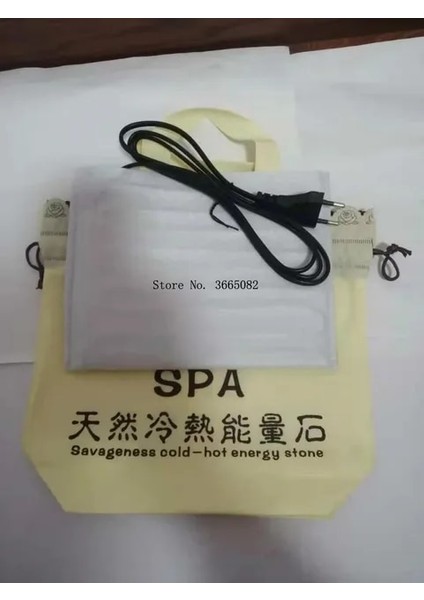 Store No. 3665082
SPA
天然冷熱能量石
Savageness cold-hot energy stone